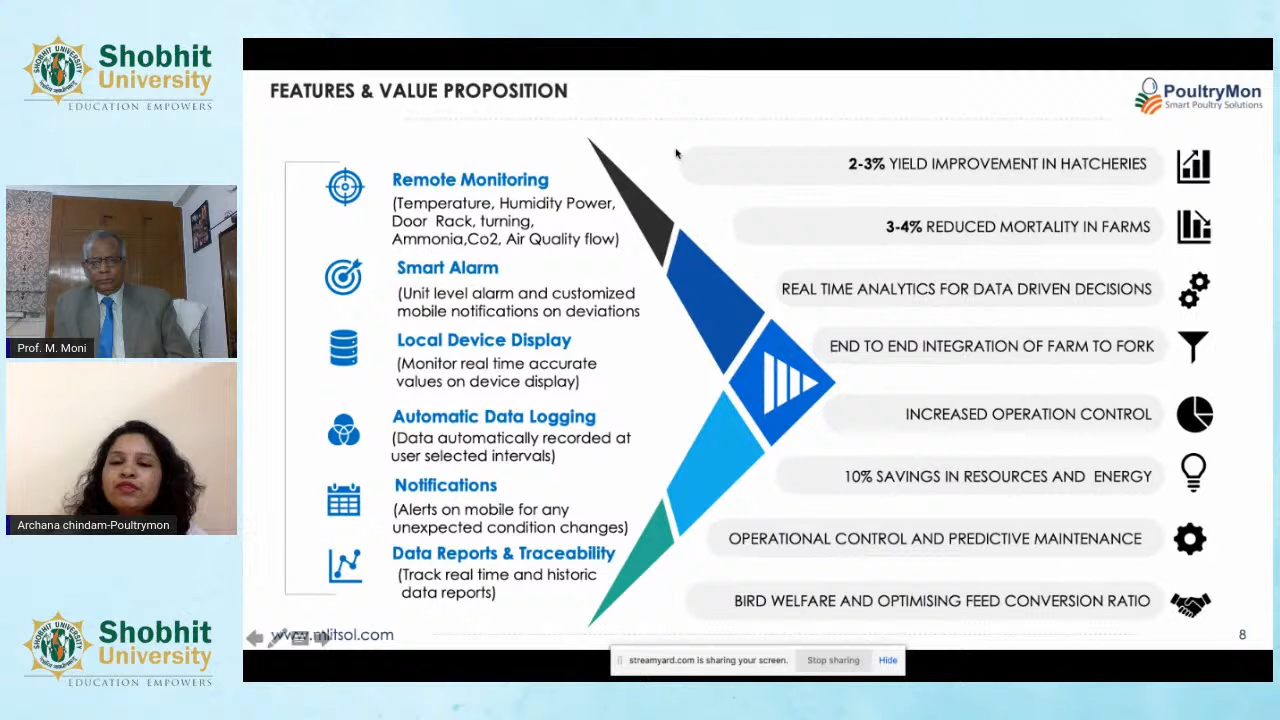 Shobhit
University
EDUCATION EMPOWERS
Prof. M. Moni
Archana chindam-Poultrymon
Shobhit
University
EDUCATION EMPOWERS
FEATURES & VALUE PROPOSITION
PoultryMon
Smart Poultry Solutions
Remote Monitoring
(Temperature, Humidity Power,
Door Rack, turning,
Ammonia,Co2, Air Quality flow)
Smart Alarm
(Unit level alarm and customized
mobile notifications on deviations
Local Device Display
(Monitor real time accurate
values on device display)
Automatic Data Logging
(Data automatically recorded at
user selected intervals)
Notifications
(Alerts on mobile for any
unexpected condition changes)
Data Reports & Traceability
(Track real time and historic
data reports)
2-3% YIELD IMPROVEMENT IN HATCHERIES
3-4% REDUCED MORTALITY IN FARMS
REAL TIME ANALYTICS FOR DATA DRIVEN DECISIONS
END TO END INTEGRATION OF FARM TO FORK
INCREASED OPERATION CONTROL
10% SAVINGS IN RESOURCES AND ENERGY
OPERATIONAL CONTROL AND PREDICTIVE MAINTENANCE
BIRD WELFARE AND OPTIMISING FEED CONVERSION RATIO
www.mlitsol.com
8
streamyard.com is sharing your screen. Stop sharing Hide